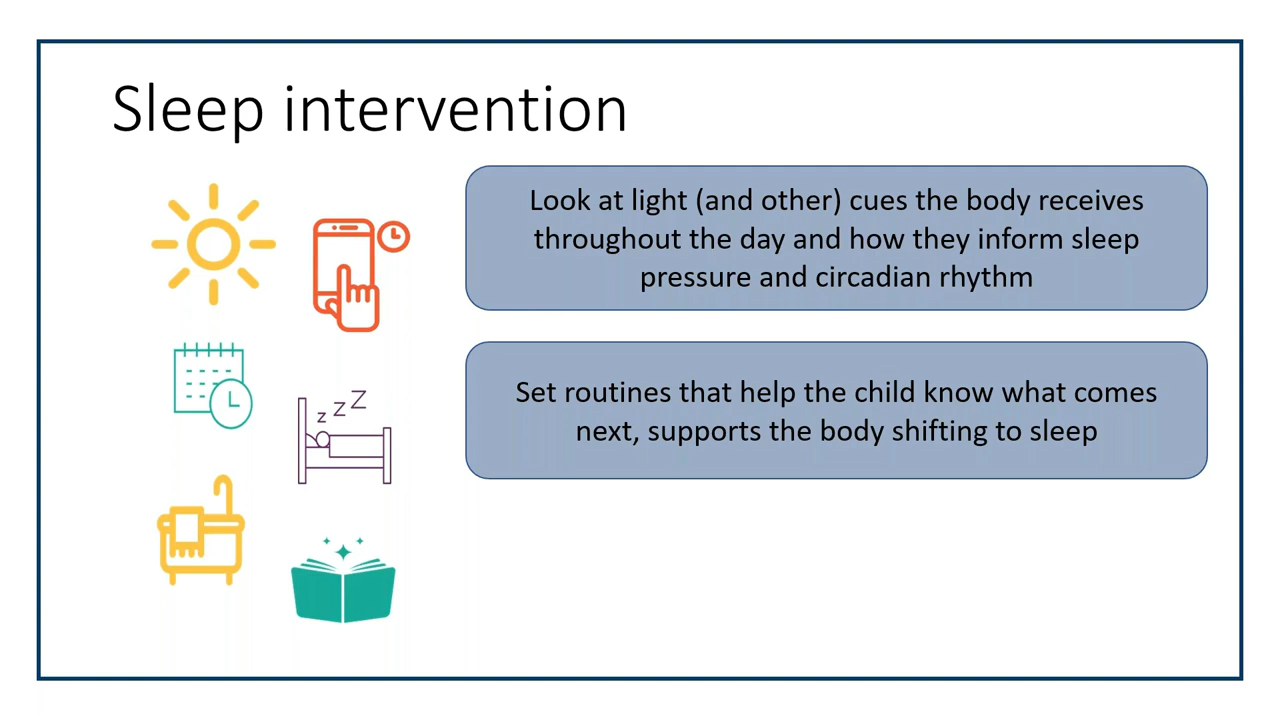 Sleep intervention
Look at light (and other) cues the body receives
throughout the day and how they inform sleep
pressure and circadian rhythm
z z Z
Set routines that help the child know what comes
next, supports the body shifting to sleep